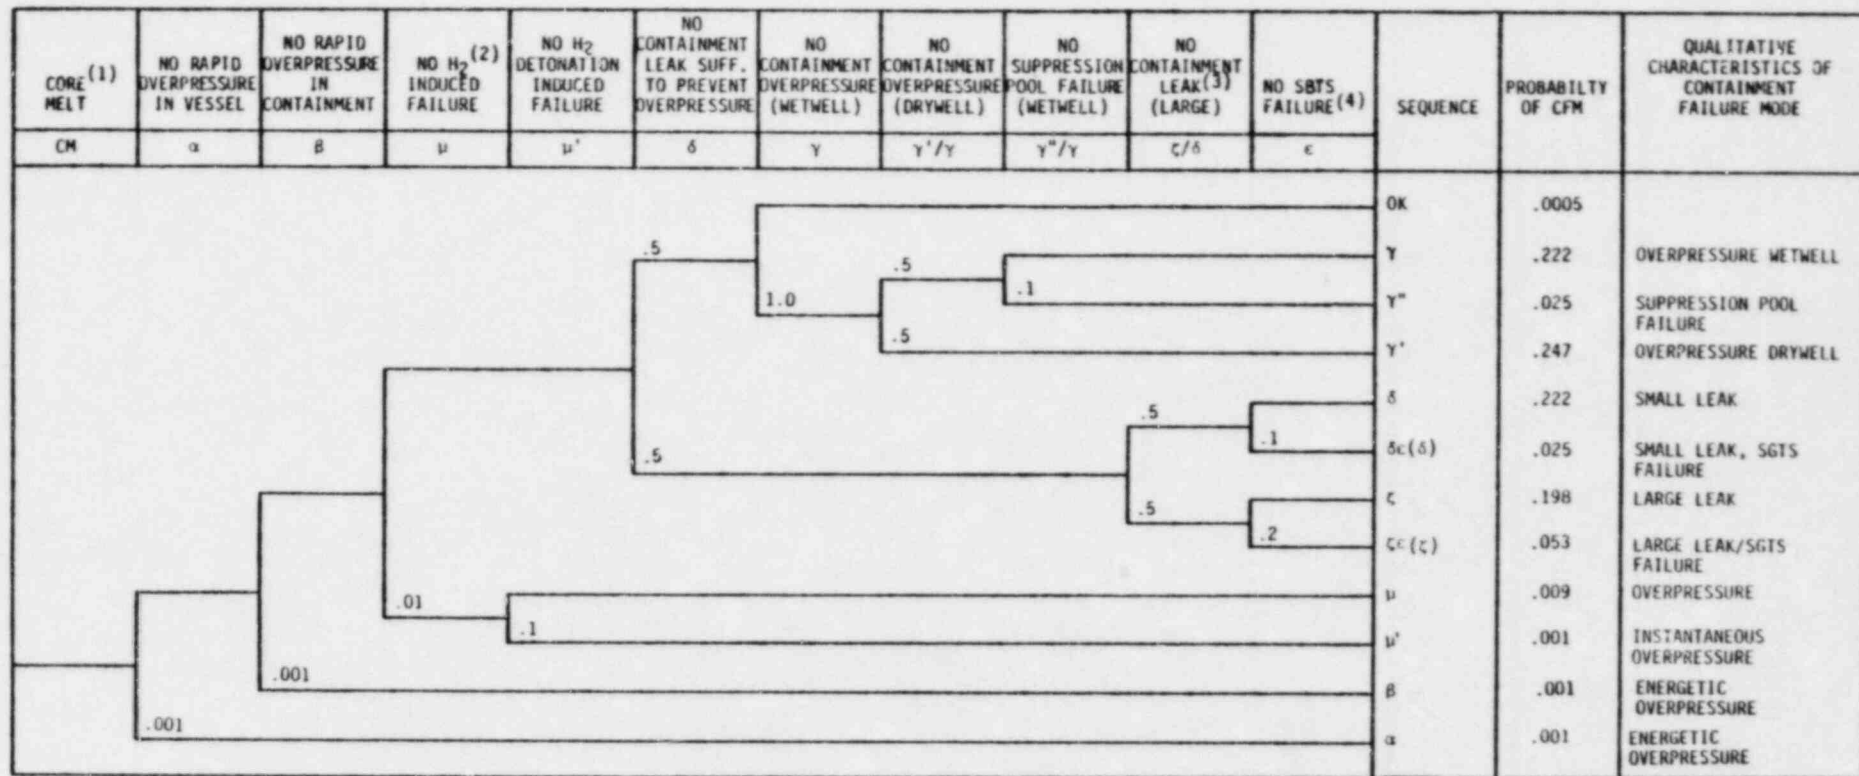 CORE(1)
MELT
NO RAPID
OVERPRESSURE
IN VESSEL
NO RAPID
OVERPRESSURE
IN
CONTAINMENT
NO H2(2)
INDUCED
FAILURE
NO H2
DETONATION
INDUCED
FAILURE
NO
CONTAINMENT
LEAK SUFF.
TO PREVENT
OVERPRESSURE
NO
CONTAINMENT
OVERPRESSURE
(WETWELL)
NO
CONTAINMENT
OVERPRESSURE
(DRYWELL)
NO
SUPPRESSION
POOL FAILURE
(WETWELL)
NO
CONTAINMENT
LEAK(3)
(LARGE)
NO SBTS
FAILURE(4)
SEQUENCE
PROBABILTY
OF CFM
QUALITATIVE
CHARACTERISTICS OF
CONTAINMENT
FAILURE MODE
CM α β μ μ' δ γ γ'/γ γ"/γ ζ/δ ε
OK .0005
.5
γ .222 OVERPRESSURE WETWELL
.5
1.0 .1
γ" .025 SUPPRESSION POOL
FAILURE
.5
γ' .247 OVERPRESSURE DRYWELL
δ .222 SMALL LEAK
.5
.1
δε(δ) .025 SMALL LEAK, SGTS
FAILURE
.5
ζ .198 LARGE LEAK
.5
.2
ζε(ζ) .053 LARGE LEAK/SGTS
FAILURE
μ .009 OVERPRESSURE
.01
.1
μ' .001 INSTANTANEOUS
OVERPRESSURE
.001
β .001 ENERGETIC
OVERPRESSURE
.001
α .001 ENERGETIC
OVERPRESSURE